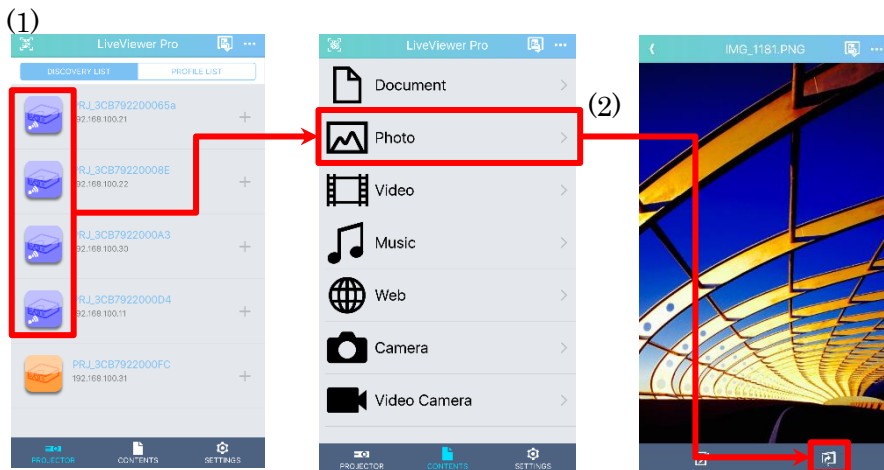 (1)
LiveViewer Pro
DISCOVERY LIST
PROFILE LIST
PRJ_3CB792200065a
192.168.100.21
PRJ_3CB79220008E
192.168.100.22
PRJ_3CB7922000A3
192.168.100.30
PRJ_3CB7922000D4
192.168.100.11
PRJ_3CB7922000FC
192.168.100.31
PROJECTOR
CONTENTS
SETTINGS
LiveViewer Pro
Document
Photo
(2)
Video
Music
Web
Camera
Video Camera
PROJECTOR
CONTENTS
SETTINGS
IMG_1181.PNG